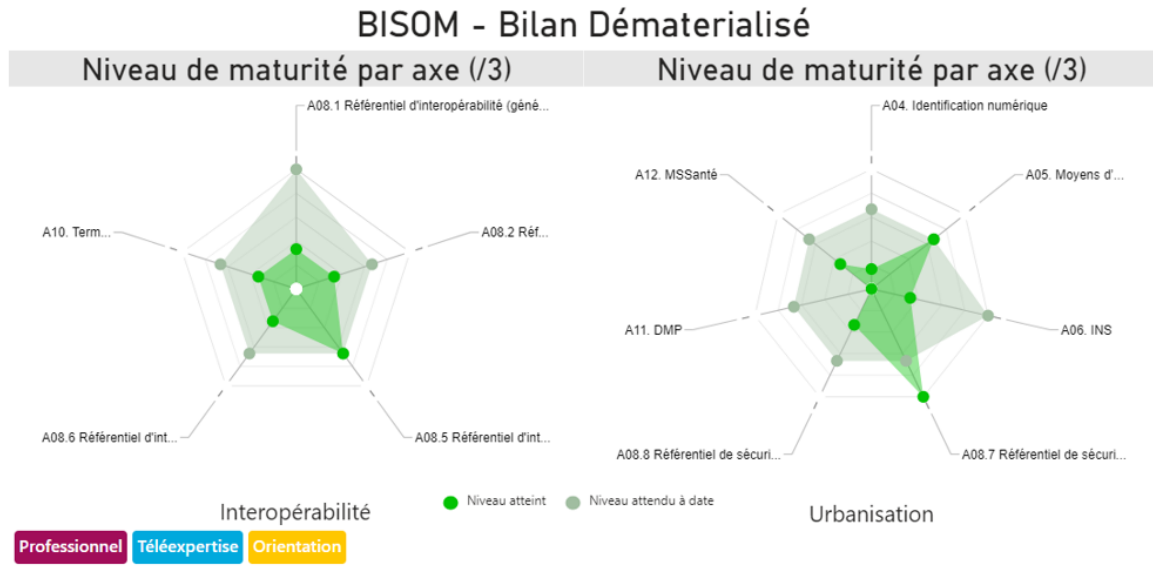 BISOM - Bilan Dématerialisé
Niveau de maturité par axe (/3)
A08.1 Référentiel d'interopérabilité (géné...
A10. Term...
A08.2 Réf...
A08.6 Référentiel d'int...
A08.5 Référentiel d'int...
Interopérabilité
Niveau de maturité par axe (/3)
A04. Identification numérique
A12. MSSanté
A05. Moyens d'...
A11. DMP
A06. INS
A08.8 Référentiel de sécuri...
A08.7 Référentiel de sécuri...
Urbanisation
Niveau atteint
Niveau attendu à date
Professionnel
Téléexpertise
Orientation